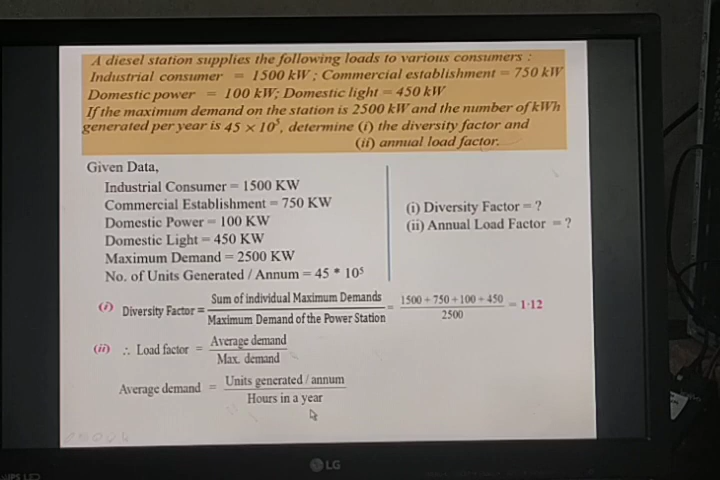 A diesel station supplies the following loads to various consumers :
Industrial consumer = 1500 kW ; Commercial establishment = 750 kW
Domestic power = 100 kW; Domestic light = 450 kW
If the maximum demand on the station is 2500 kW and the number of kWh
generated per year is 45 × 10⁵, determine (i) the diversity factor and
(ii) annual load factor.
Given Data,
Industrial Consumer = 1500 KW
Commercial Establishment = 750 KW
Domestic Power = 100 KW
Domestic Light = 450 KW
Maximum Demand = 2500 KW
No. of Units Generated / Annum = 45 * 10⁵
(i) Diversity Factor = ?
(ii) Annual Load Factor = ?
(i) Diversity Factor = Sum of individual Maximum Demands / Maximum Demand of the Power Station = 1500 + 750 + 100 + 450 / 2500 = 1·12
(ii) ∴ Load factor = Average demand / Max. demand
Average demand = Units generated / annum / Hours in a year
LG